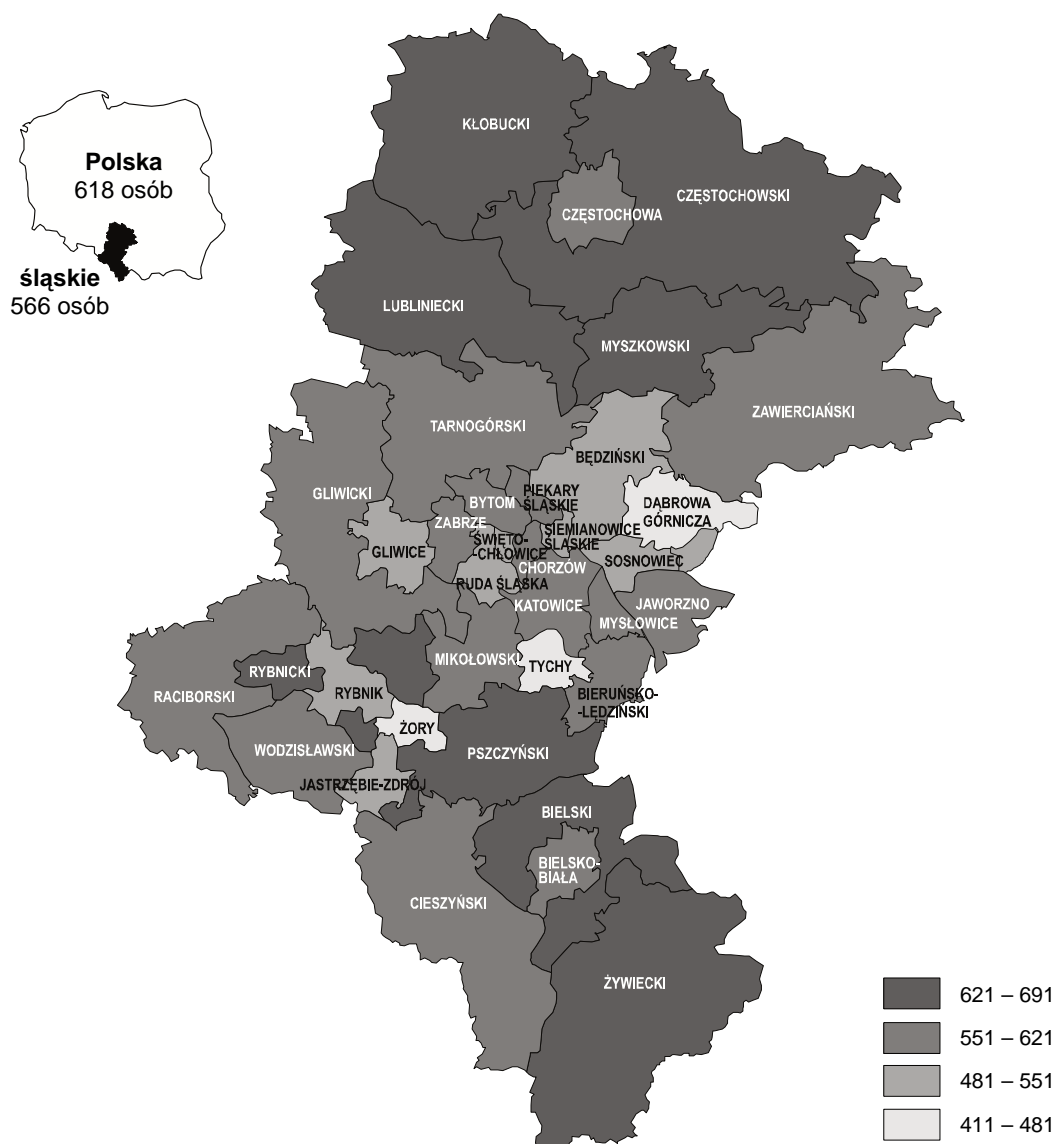 Polska
618 osób
śląskie
566 osób
KŁOBUCKI
CZĘSTOCHOWSKI
CZĘSTOCHOWA
LUBLINIECKI
MYSZKOWSKI
ZAWIERCIAŃSKI
TARNOGÓRSKI
BĘDZIŃSKI
GLIWICKI
PIEKARY
ŚLĄSKIE
BYTOM
DĄBROWA
GÓRNICZA
ZABRZE
SIEMIANOWICE
ŚLĄSKIE
ŚWIĘTO-
-CHŁOWICE
GLIWICE
SOSNOWIEC
CHORZÓW
RUDA ŚLĄSKA
KATOWICE
JAWORZNO
MYSŁOWICE
MIKOŁOWSKI
TYCHY
RYBNICKI
RACIBORSKI
RYBNIK
BIERUŃSKO-
-LĘDZIŃSKI
ŻORY
WODZISŁAWSKI
PSZCZYŃSKI
JASTRZĘBIE-ZDRÓJ
BIELSKI
BIELSKO-
BIAŁA
CIESZYŃSKI
ŻYWIECKI
621 – 691
551 – 621
481 – 551
411 – 481